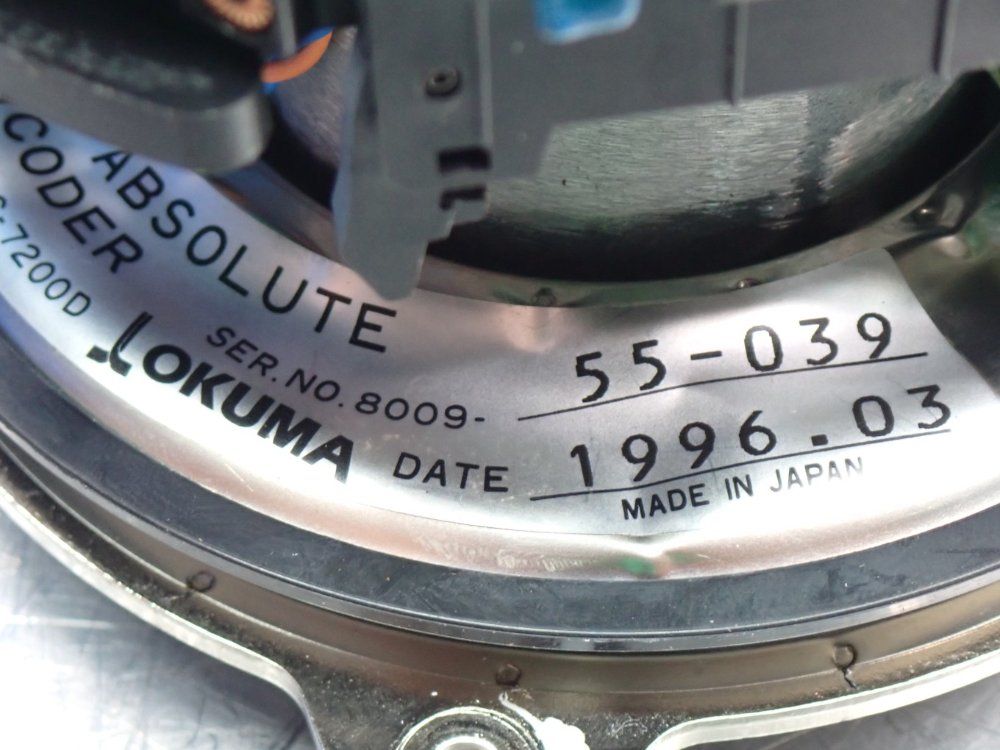 ABSOLUTE
CODER
-7200D
OKUMA
SER. NO. 8009- 55-039
DATE 1996.03
MADE IN JAPAN